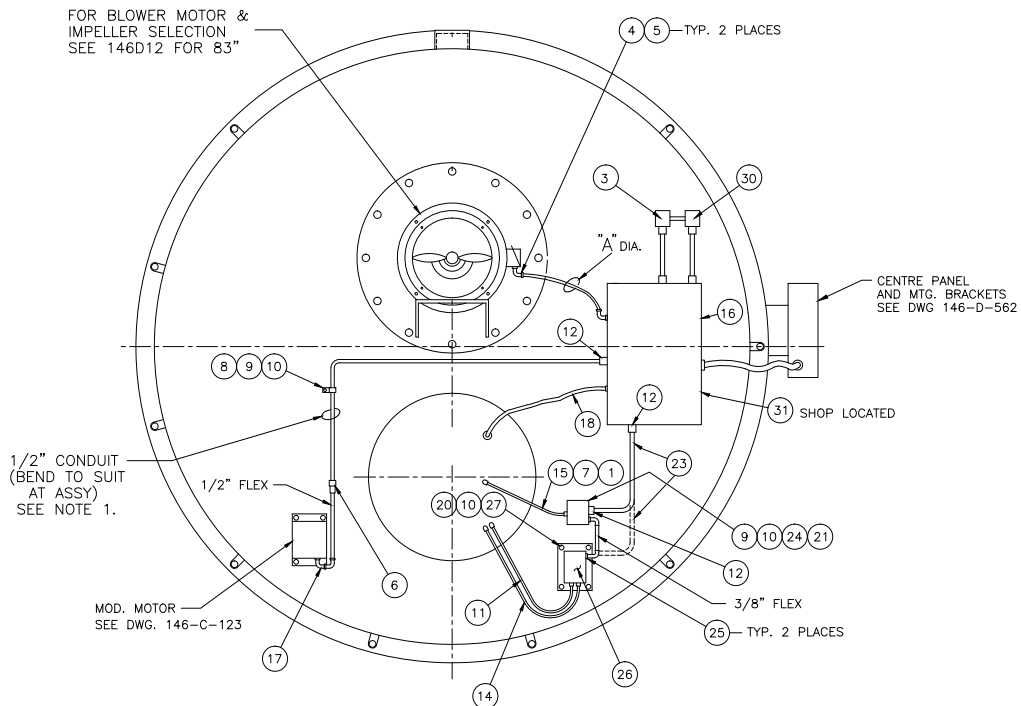 FOR BLOWER MOTOR &
IMPELLER SELECTION
SEE 146D12 FOR 83"
4 5 TYP. 2 PLACES
3 30
"A" DIA.
CENTRE PANEL
AND MTG. BRACKETS
SEE DWG 146-D-562
16
12
8 9 10
12
18
31 SHOP LOCATED
1/2" CONDUIT
(BEND TO SUIT
AT ASSY)
SEE NOTE 1.
1/2" FLEX
15 7 1
23
20 10 27
9 10 24 21
12
6
11
3/8" FLEX
MOD. MOTOR
SEE DWG. 146-C-123
25 TYP. 2 PLACES
17
26
14